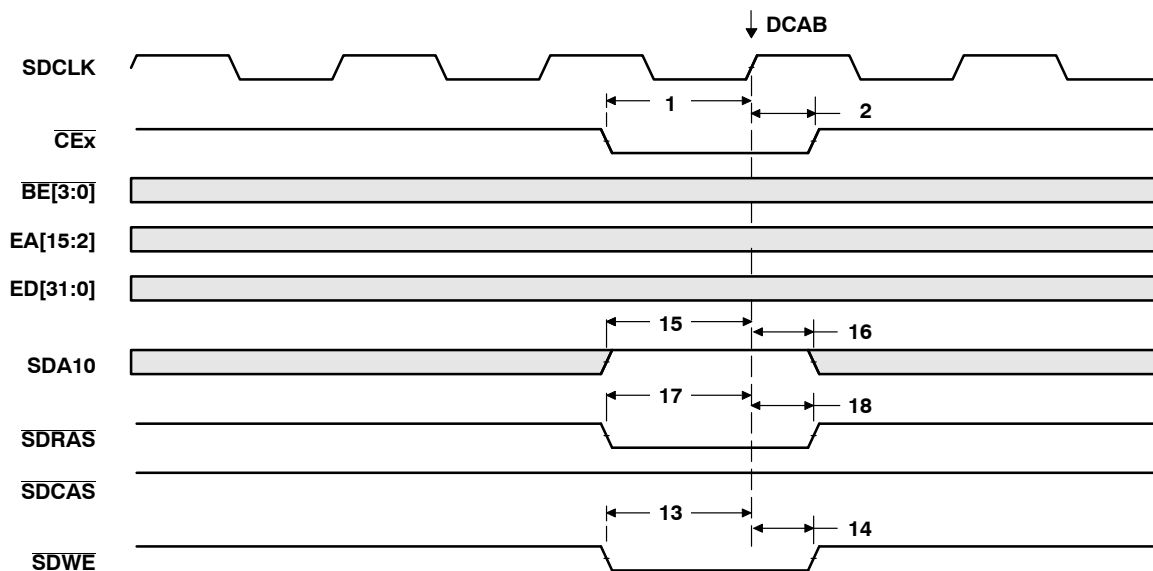 DCAB
SDCLK
1
2
CEx
BE[3:0]
EA[15:2]
ED[31:0]
15
16
SDA10
17
18
SDRAS
SDCAS
13
14
SDWE